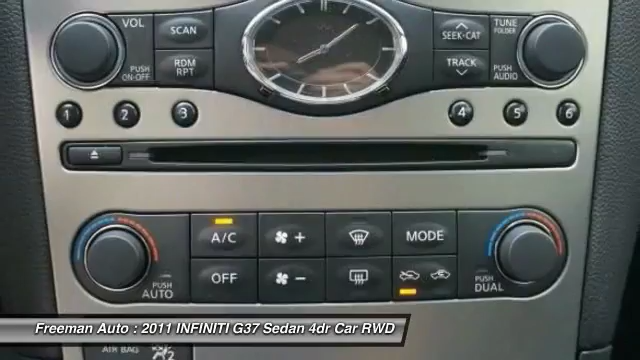 VOL
SCAN
SEEK·CAT
TUNE
FOLDER
PUSH
ON·OFF
RDM
RPT
TRACK
PUSH
AUDIO
1 2 3 4 5 6
A/C
+
MODE
PUSH
AUTO
OFF
−
PUSH
DUAL
Freeman Auto : 2011 INFINITI G37 Sedan 4dr Car RWD
AIR BAG 2